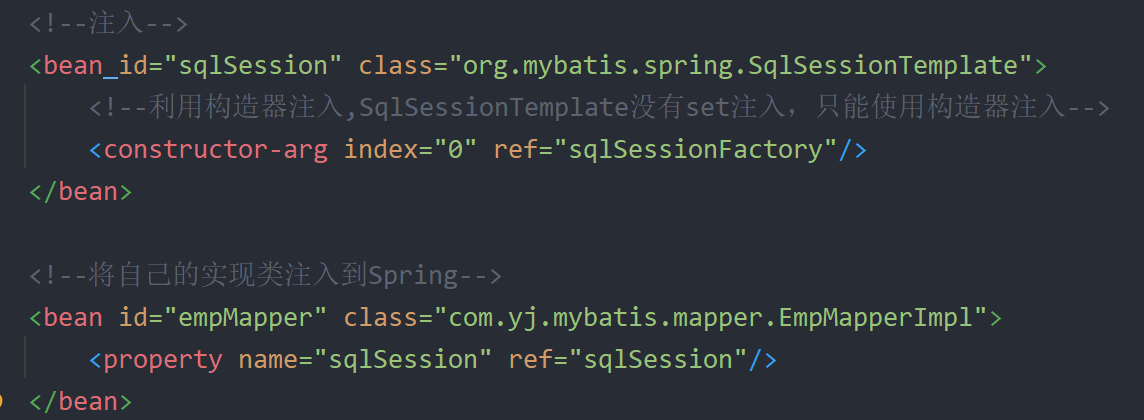 <!--注入-->
<bean_id="sqlSession" class="org.mybatis.spring.SqlSessionTemplate">
<!--利用构造器注入,SqlSessionTemplate没有set注入，只能使用构造器注入-->
<constructor-arg index="0" ref="sqlSessionFactory"/>
</bean>
<!--将自己的实现类注入到Spring-->
<bean id="empMapper" class="com.yj.mybatis.mapper.EmpMapperImpl">
<property name="sqlSession" ref="sqlSession"/>
</bean>